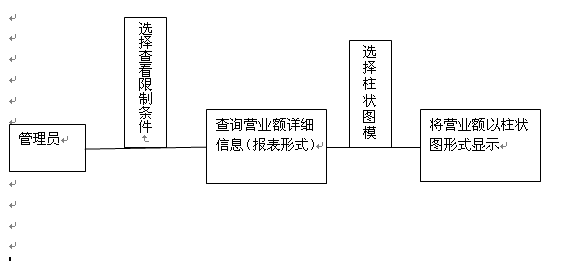 选择查看限制条件
选择柱状图模
管理员
查询营业额详细
信息（报表形式）
将营业额以柱状
图形式显示